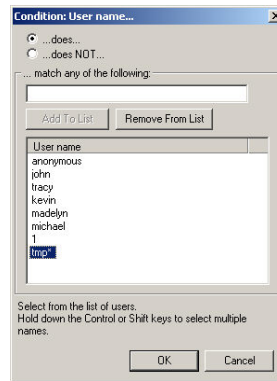 Condition: User name...
...does...
...does NOT...
... match any of the following:
Add To List
Remove From List
User name
anonymous
john
tracy
kevin
madelyn
michael
1
tmp*
Select from the list of users.
Hold down the Control or Shift keys to select multiple
names.
OK
Cancel